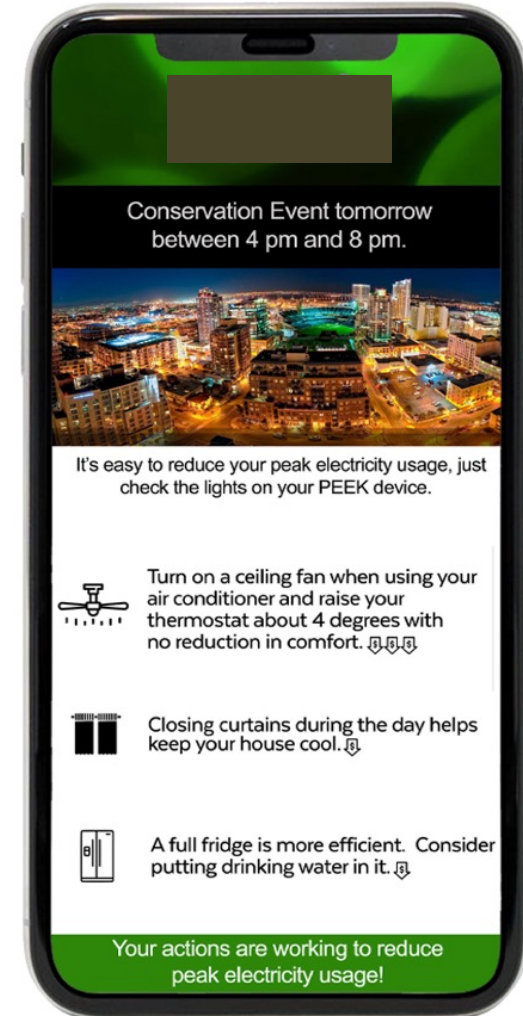 Conservation Event tomorrow
between 4 pm and 8 pm.
It's easy to reduce your peak electricity usage, just
check the lights on your PEEK device.
Turn on a ceiling fan when using your
air conditioner and raise your
thermostat about 4 degrees with
no reduction in comfort.
Closing curtains during the day helps
keep your house cool.
A full fridge is more efficient.  Consider
putting drinking water in it.
Your actions are working to reduce
peak electricity usage!